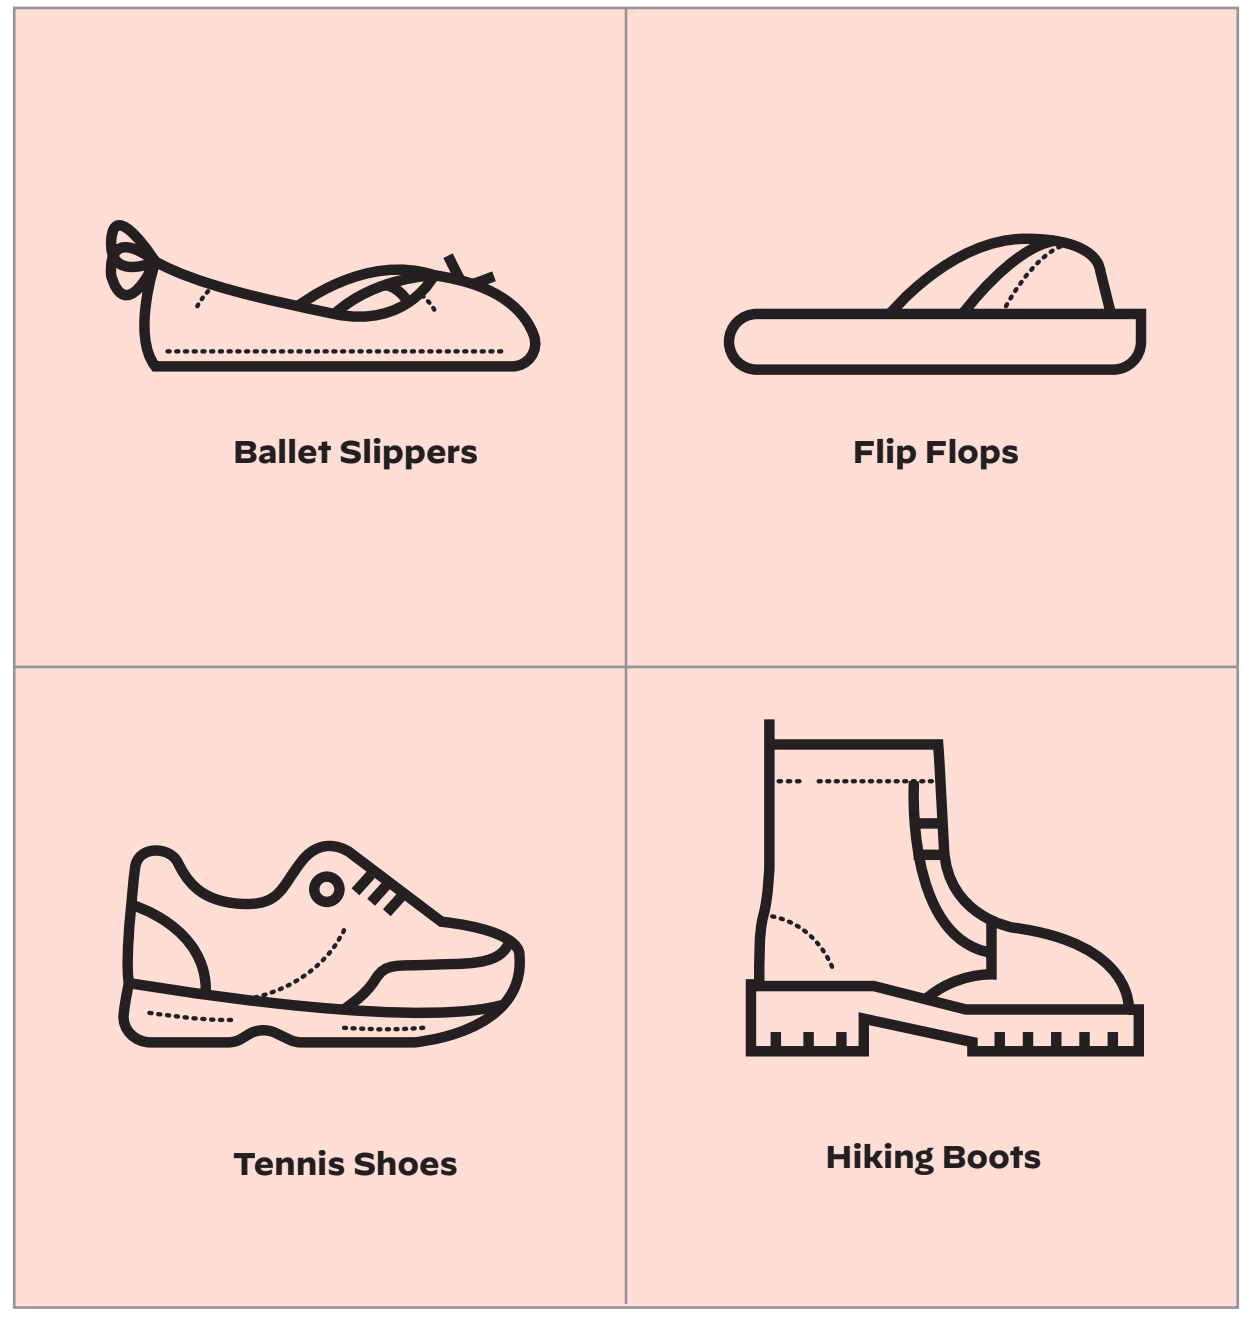 Ballet Slippers
Flip Flops
Tennis Shoes
Hiking Boots